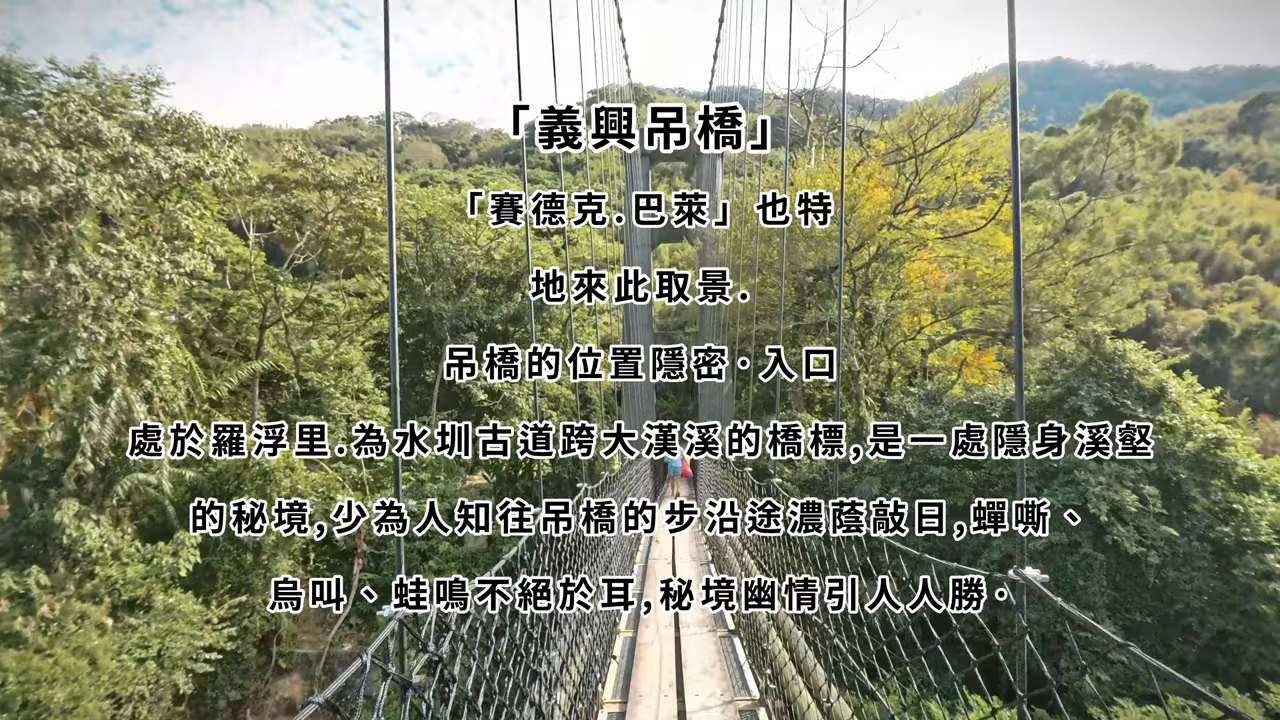 「義興吊橋」
「賽德克.巴萊」也特
地來此取景.
吊橋的位置隱密·入口
處於羅浮里.為水圳古道跨大漢溪的橋標,是一處隱身溪壑
的秘境,少為人知往吊橋的步沿途濃蔭敲日,蟬嘶、
烏叫、蛙鳴不絕於耳,秘境幽情引人人勝·